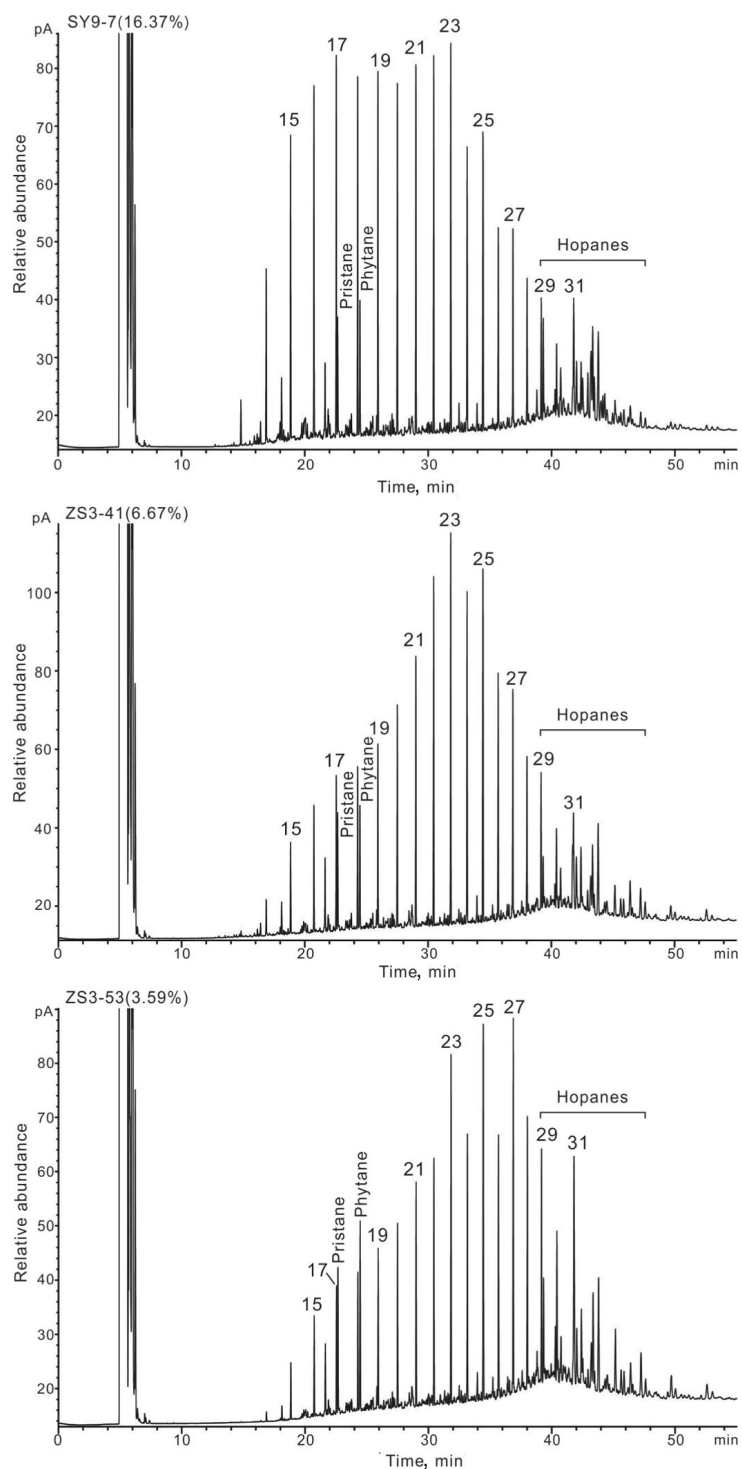 SY9-7(16.37%)
pA
23
17
21
19
80
15
25
70
60
27
50
Relative abundance
Pristane
Phytane
Hopanes
29 31
40
30
20
0 10 20 30 40 50 min
Time, min
ZS3-41(6.67%)
pA
23
25
100
21
80
27
19
Hopanes
17
29
60
Relative abundance
Pristane
Phytane
15
31
40
20
0 10 20 30 40 50 min
Time, min
ZS3-53(3.59%)
pA
25 27
23
80
Hopanes
70
29 31
21
60
Relative abundance
Pristane
Phytane
19
50
17
15
40
30
20
0 10 20 30 40 50 min
Time, min